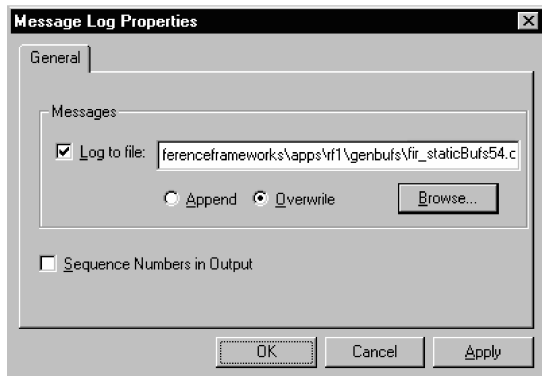 Message Log Properties
General
Messages
Log to file: ferenceframeworks\apps\rf1\genbufs\fir_staticBufs54.c
Append Overwrite Browse...
Sequence Numbers in Output
OK Cancel Apply